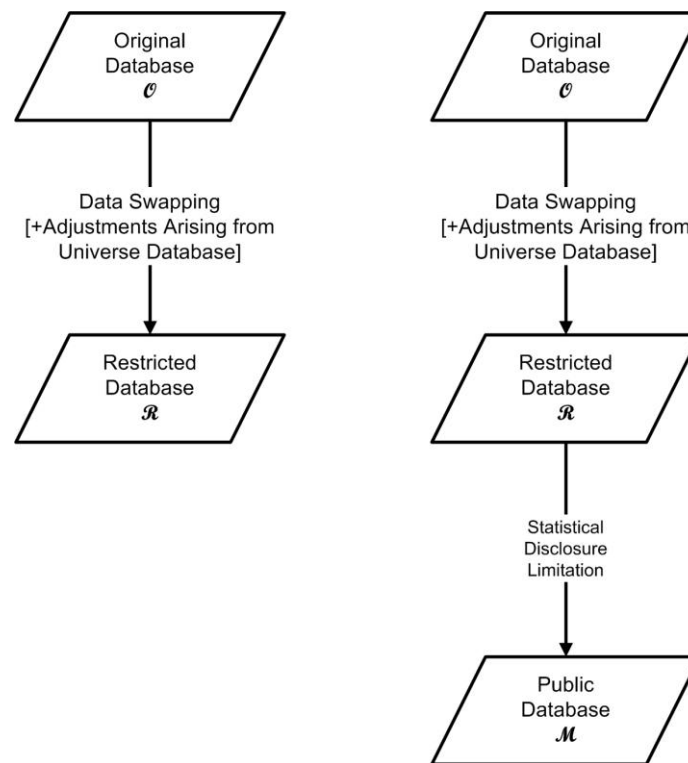 Original
Database
𝒪
Data Swapping
[+Adjustments Arising from
Universe Database]
Restricted
Database
ℛ
Original
Database
𝒪
Data Swapping
[+Adjustments Arising from
Universe Database]
Restricted
Database
ℛ
Statistical
Disclosure
Limitation
Public
Database
ℳ